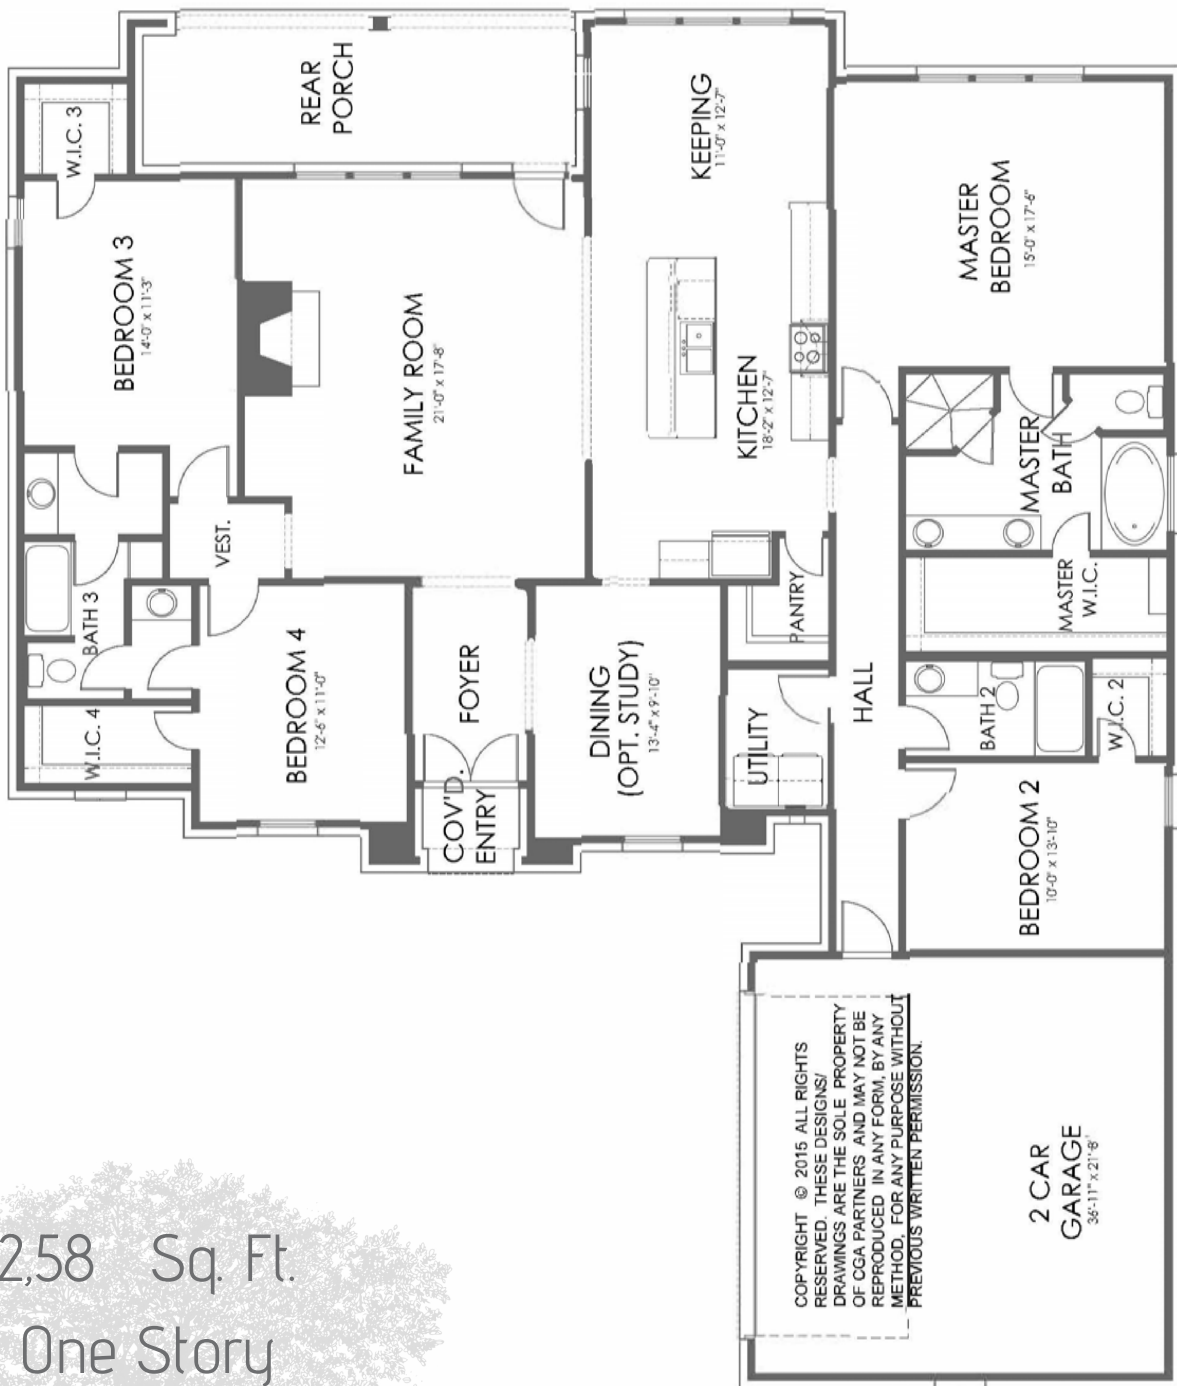 REAR
PORCH
W.I.C. 3
KEEPING
11'-0" x 12'-7"
MASTER
BEDROOM
15'-0" x 17'-6"
BEDROOM 3
14'-0" x 11'-3"
FAMILY ROOM
21'-0" x 17'-8"
KITCHEN
18'-2" x 12'-7"
MASTER
BATH
VEST.
BATH 3
PANTRY
MASTER
W.I.C.
BEDROOM 4
12'-6" x 11'-0"
FOYER
DINING
(OPT. STUDY)
13'-4" x 9'-10"
HALL
W.I.C. 4
UTILITY
BATH 2
W.I.C. 2
COV'D.
ENTRY
BEDROOM 2
10'-0" x 13'-10"
COPYRIGHT © 2015 ALL RIGHTS
RESERVED. THESE DESIGNS/
DRAWINGS ARE THE SOLE PROPERTY
OF CGA PARTNERS AND MAY NOT BE
REPRODUCED IN ANY FORM, BY ANY
METHOD, FOR ANY PURPOSE WITHOUT
PREVIOUS WRITTEN PERMISSION.
2 CAR
GARAGE
36'-11" x 21'-8"
2,58 Sq. Ft.
One Story